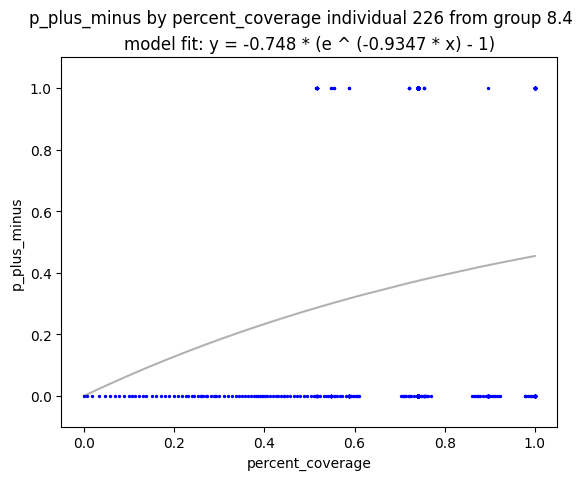 p_plus_minus by percent_coverage individual 226 from group 8.4
model fit: y = -0.748 * (e ^ (-0.9347 * x) - 1)
1.0
0.8
0.6
0.4
0.2
0.0
p_plus_minus
0.0 0.2 0.4 0.6 0.8 1.0
percent_coverage